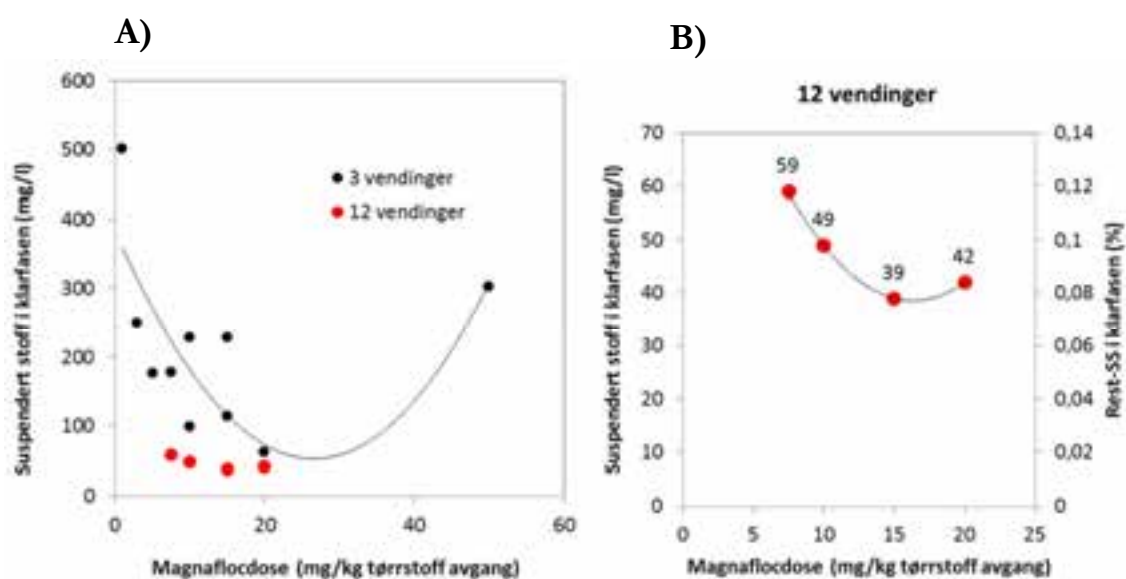 A)
600
500
400
300
200
100
0
0 20 40 60
Suspendert stoff i klarfasen (mg/l)
3 vendinger
12 vendinger
Magnaflocdose (mg/kg tørrstoff avgang)
B)
12 vendinger
70
60
50
40
30
20
10
0
0 5 10 15 20 25
Suspendert stoff i klarfasen (mg/l)
59
49
39
42
0,14
0,12
0,1
0,08
0,06
0,04
0,02
0
Rest-SS i klarfasen (%)
Magnaflocdose (mg/kg tørrstoff avgang)